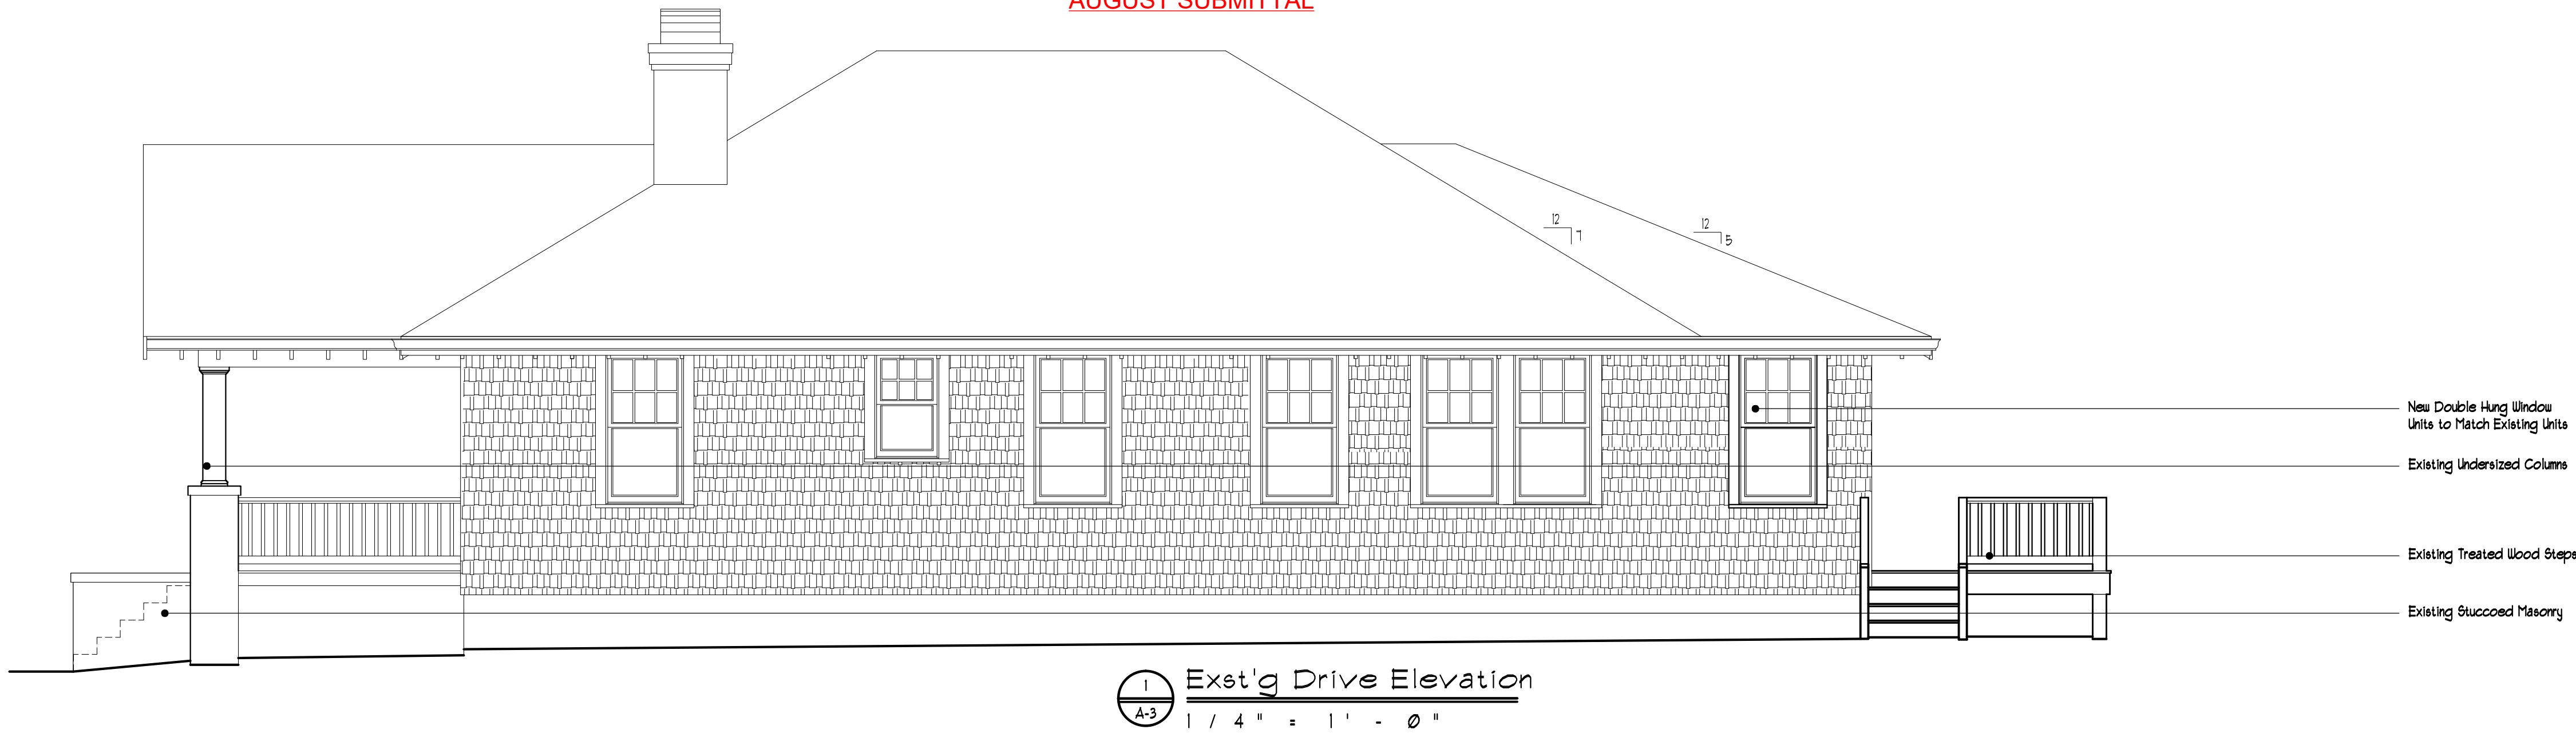 AUGUST SUBMITTAL
12
7
12
5
New Double Hung Window
Units to Match Existing Units
Existing Undersized Columns
Existing Treated Wood Steps
Existing Stuccoed Masonry
1
A-3
Exst'g Drive Elevation
1/4" = 1'-0"